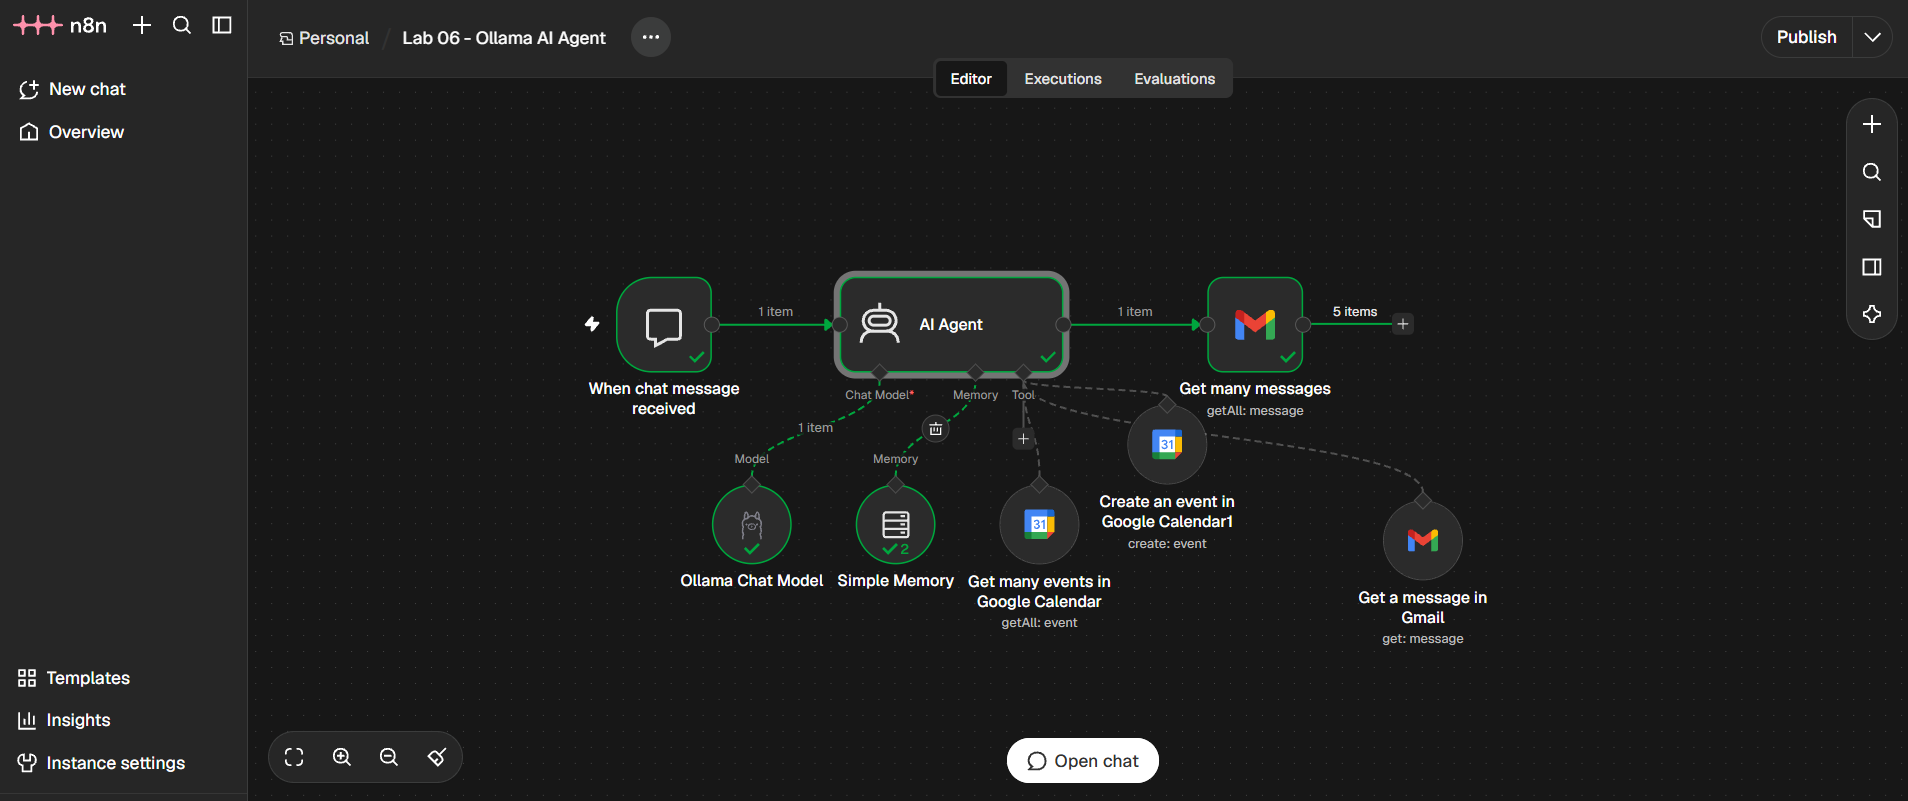 n8n
Personal / Lab 06 - Ollama AI Agent
Publish
Editor Executions Evaluations
New chat
Overview
1 item
AI Agent
1 item
5 items
When chat message
received
Chat Model*
Memory
Tool
Get many messages
getAll: message
1 item
Model
Memory
31
Create an event in
Google Calendar1
create: event
31
Ollama Chat Model
2
Simple Memory
Get many events in
Google Calendar
getAll: event
Get a message in
Gmail
get: message
Templates
Insights
Instance settings
Open chat